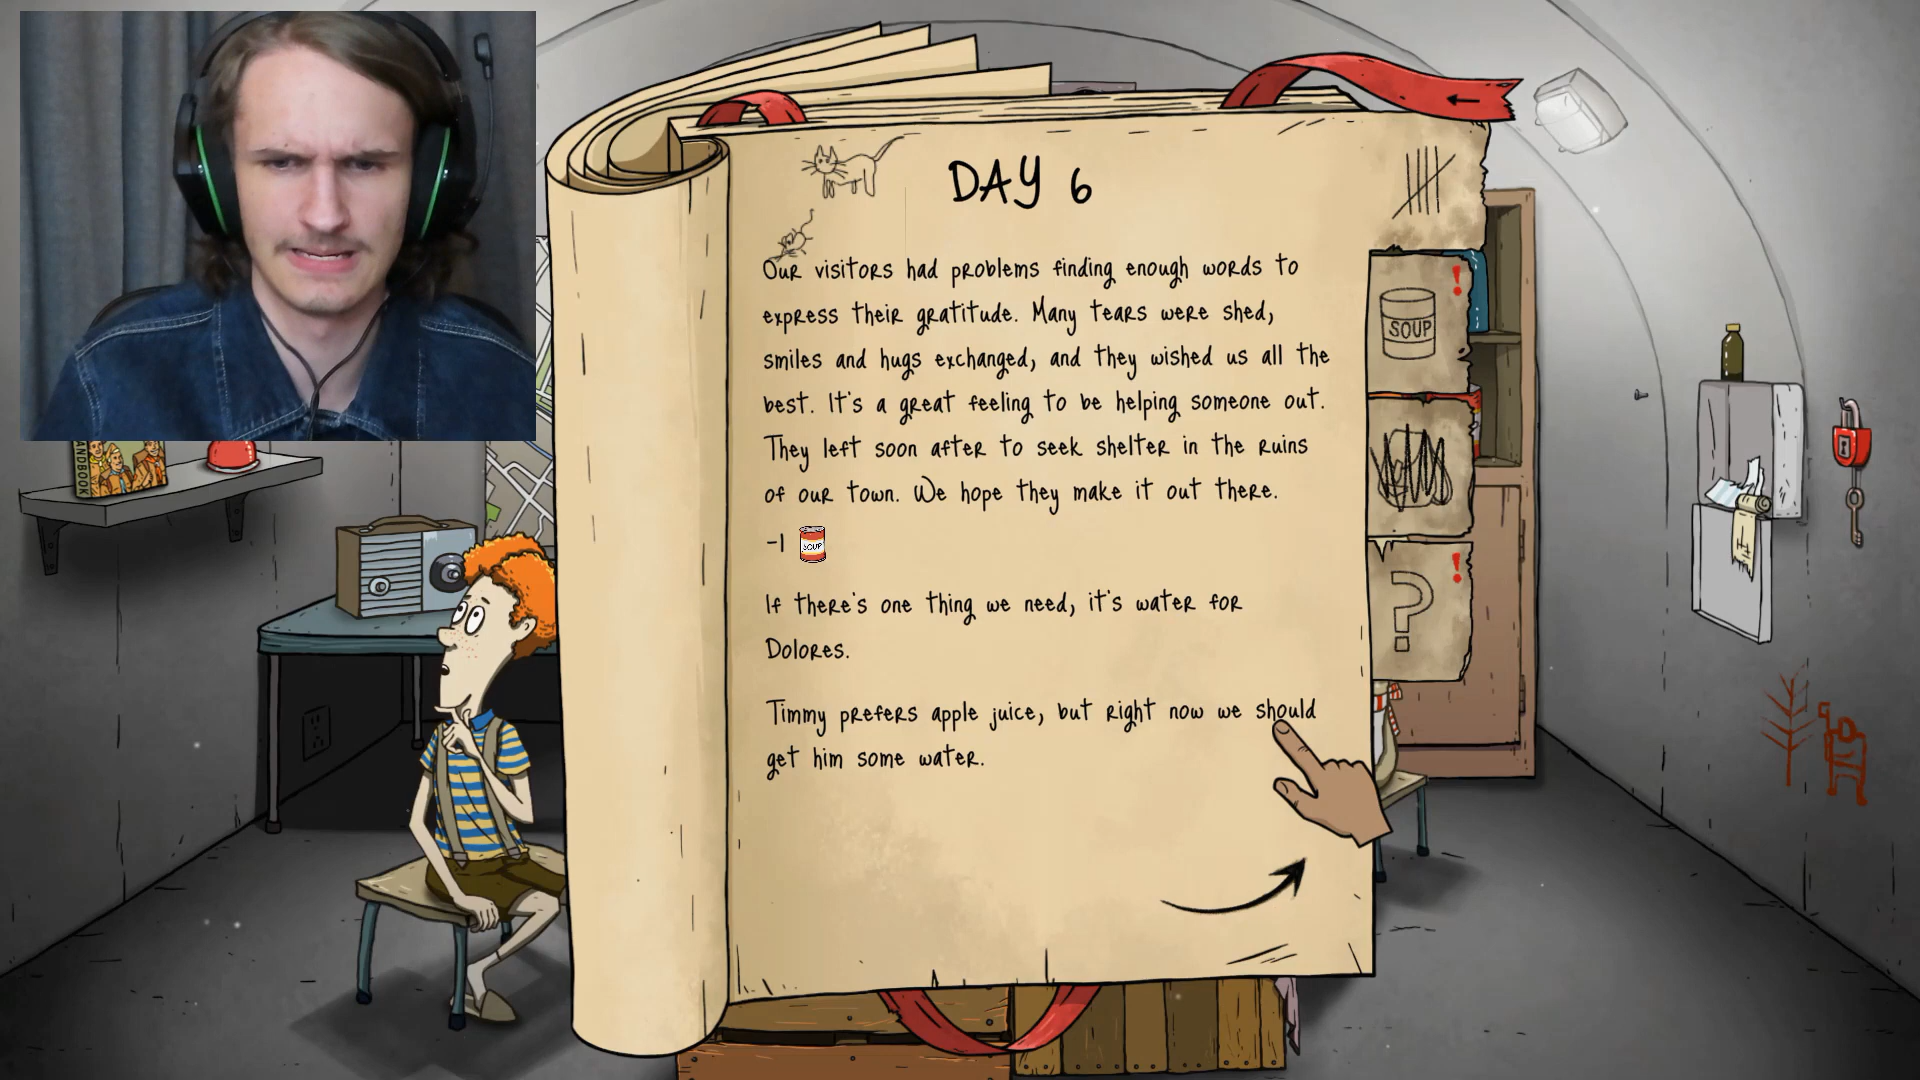 DAY 6
Our visitors had problems finding enough words to
express their gratitude. Many tears were shed,
smiles and hugs exchanged, and they wished us all the
best. It's a great feeling to be helping someone out.
They left soon after to seek shelter in the ruins
of our town. We hope they make it out there.
-1 SOUP
If there's one thing we need, it's water for
Dolores.
Timmy prefers apple juice, but right now we should
get him some water.
!
SOUP
!
?
ANDBOOK